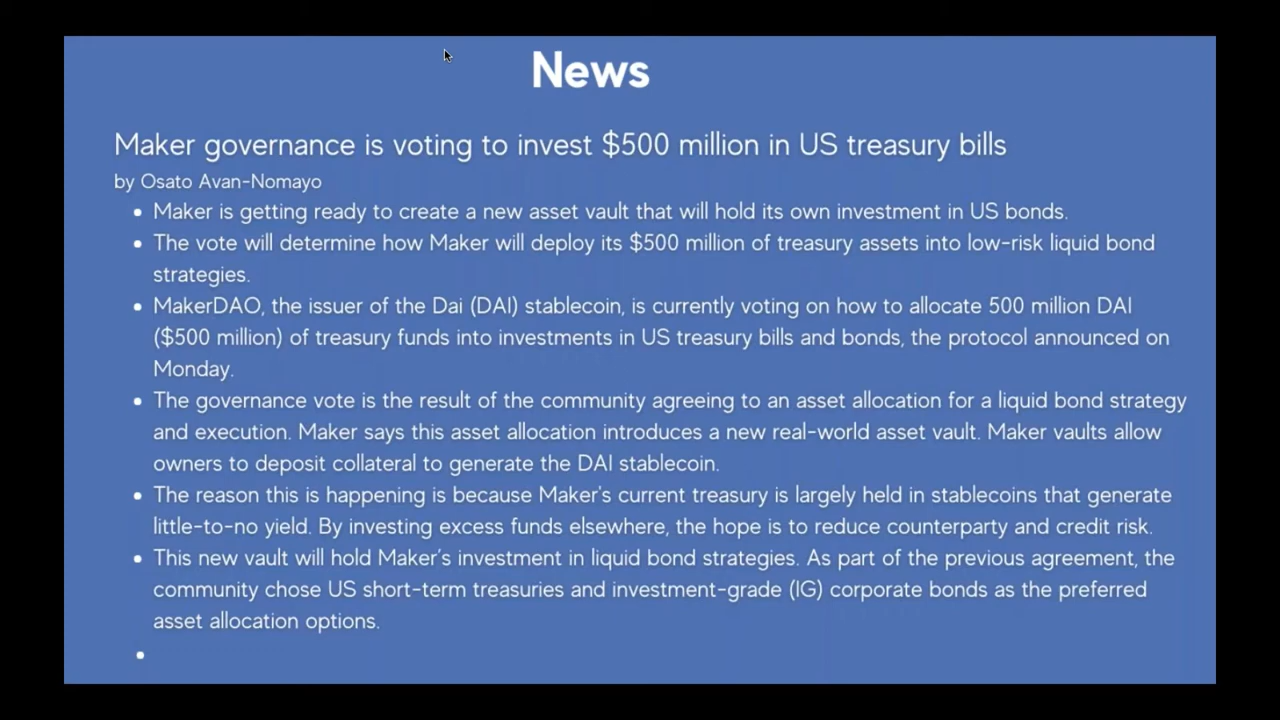 News
Maker governance is voting to invest $500 million in US treasury bills
by Osato Avan-Nomayo
• Maker is getting ready to create a new asset vault that will hold its own investment in US bonds.
• The vote will determine how Maker will deploy its $500 million of treasury assets into low-risk liquid bond
strategies.
• MakerDAO, the issuer of the Dai (DAI) stablecoin, is currently voting on how to allocate 500 million DAI
($500 million) of treasury funds into investments in US treasury bills and bonds, the protocol announced on
Monday.
• The governance vote is the result of the community agreeing to an asset allocation for a liquid bond strategy
and execution. Maker says this asset allocation introduces a new real-world asset vault. Maker vaults allow
owners to deposit collateral to generate the DAI stablecoin.
• The reason this is happening is because Maker's current treasury is largely held in stablecoins that generate
little-to-no yield. By investing excess funds elsewhere, the hope is to reduce counterparty and credit risk.
• This new vault will hold Maker's investment in liquid bond strategies. As part of the previous agreement, the
community chose US short-term treasuries and investment-grade (IG) corporate bonds as the preferred
asset allocation options.
•